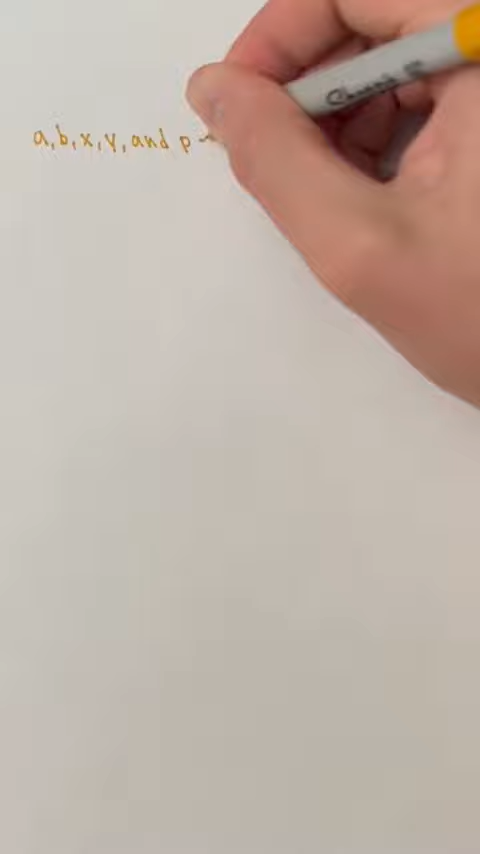 a, b, x, y, and p